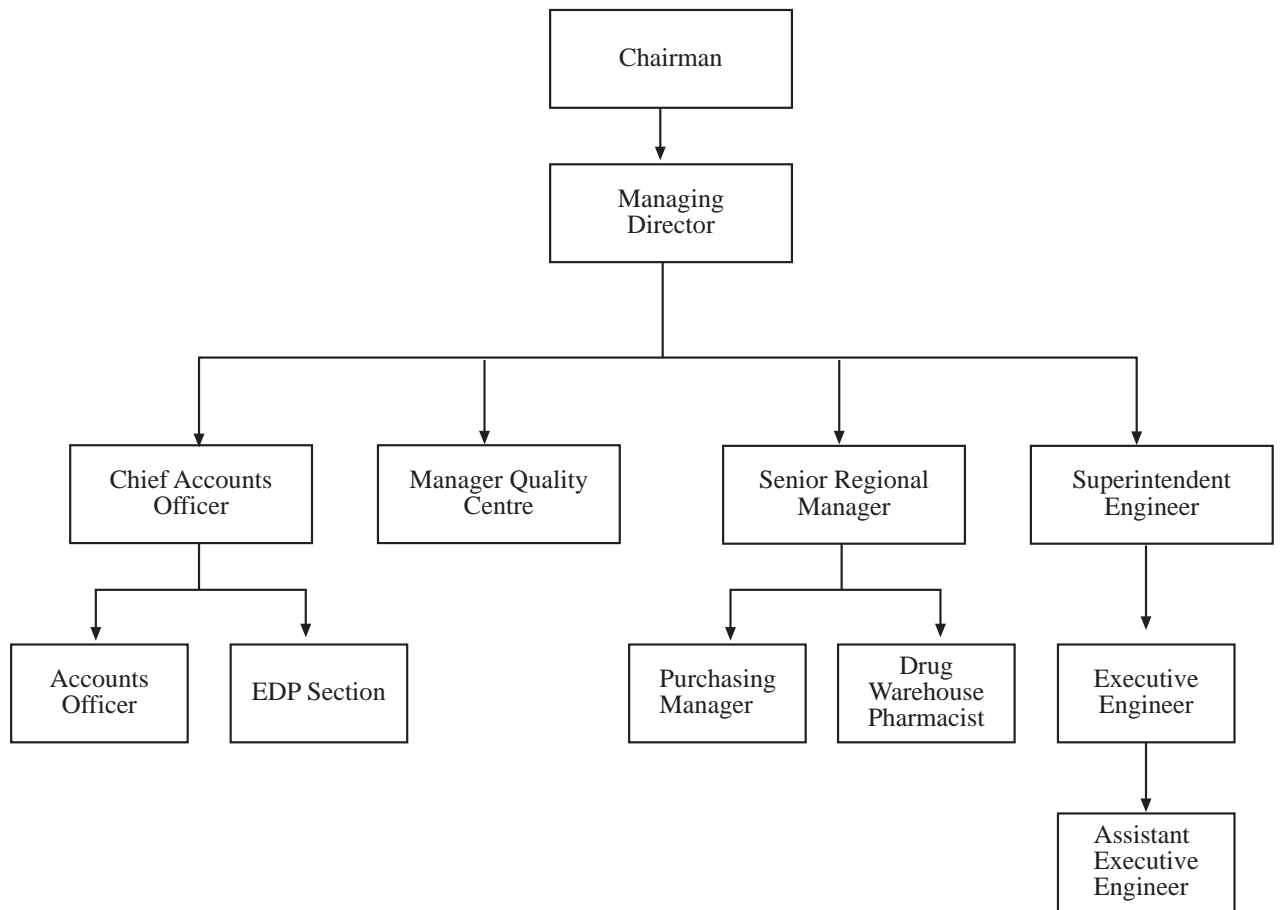 Chairman
Managing
Director
Chief Accounts
Officer
Manager Quality
Centre
Senior Regional
Manager
Superintendent
Engineer
Accounts
Officer
EDP Section
Purchasing
Manager
Drug
Warehouse
Pharmacist
Executive
Engineer
Assistant
Executive
Engineer